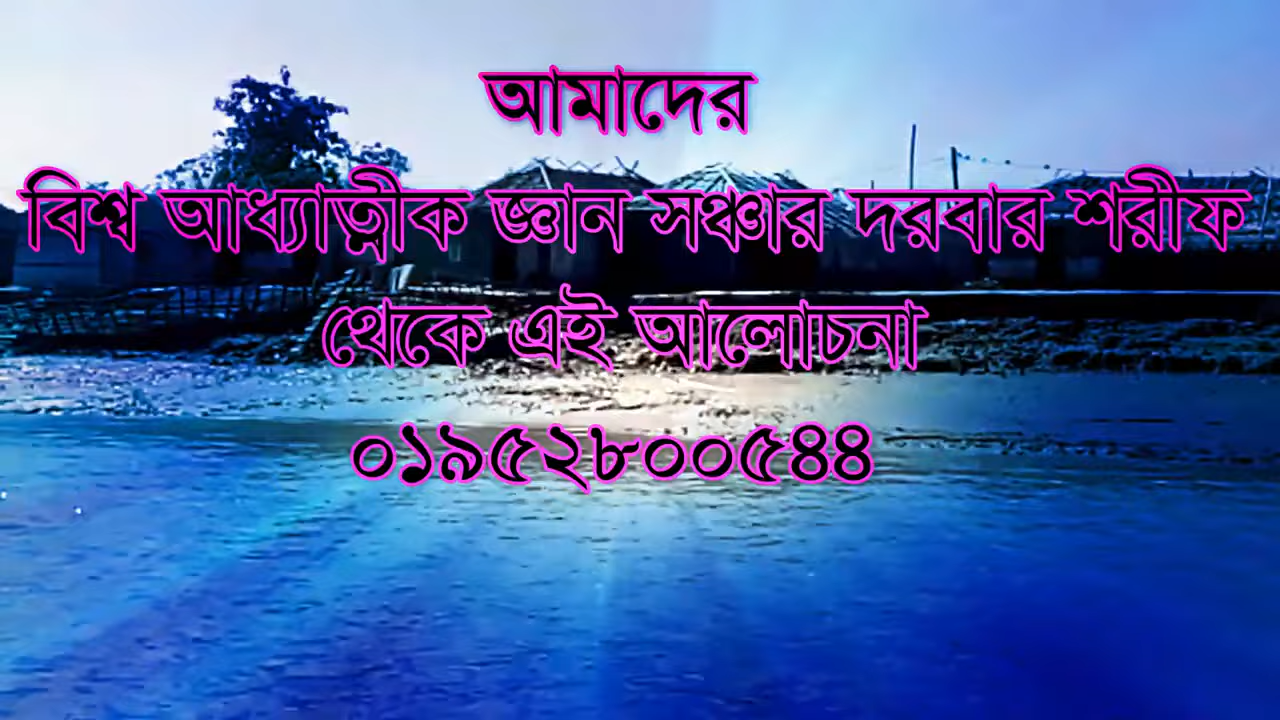 আমাদের
বিশ্ব আধ্যাত্নীক জ্ঞান সঞ্চার দরবার শরীফ
থেকে এই আলোচনা
০১৯৫২৮০০৫৪৪